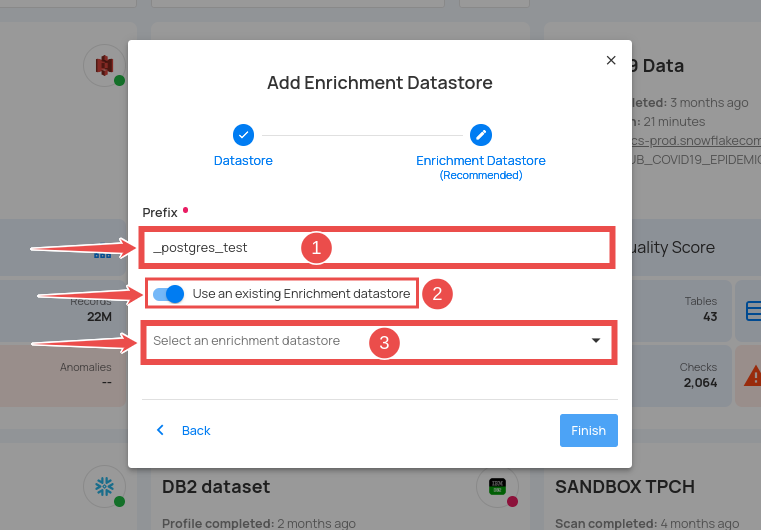 9 Data
Add Enrichment Datastore
leted: 3 months ago
n: 21 minutes
cs-prod.snowflakecom
UB_COVID19_EPIDEMIC
Datastore
Enrichment Datastore
(Recommended)
Prefix
_postgres_test
1
uality Score
Use an existing Enrichment datastore
2
Records
22M
Tables
43
Select an enrichment datastore
3
Anomalies
--
Checks
2,064
Back
Finish
DB2 dataset
SANDBOX TPCH
Profile completed: 2 months ago
Scan completed: 4 months ago